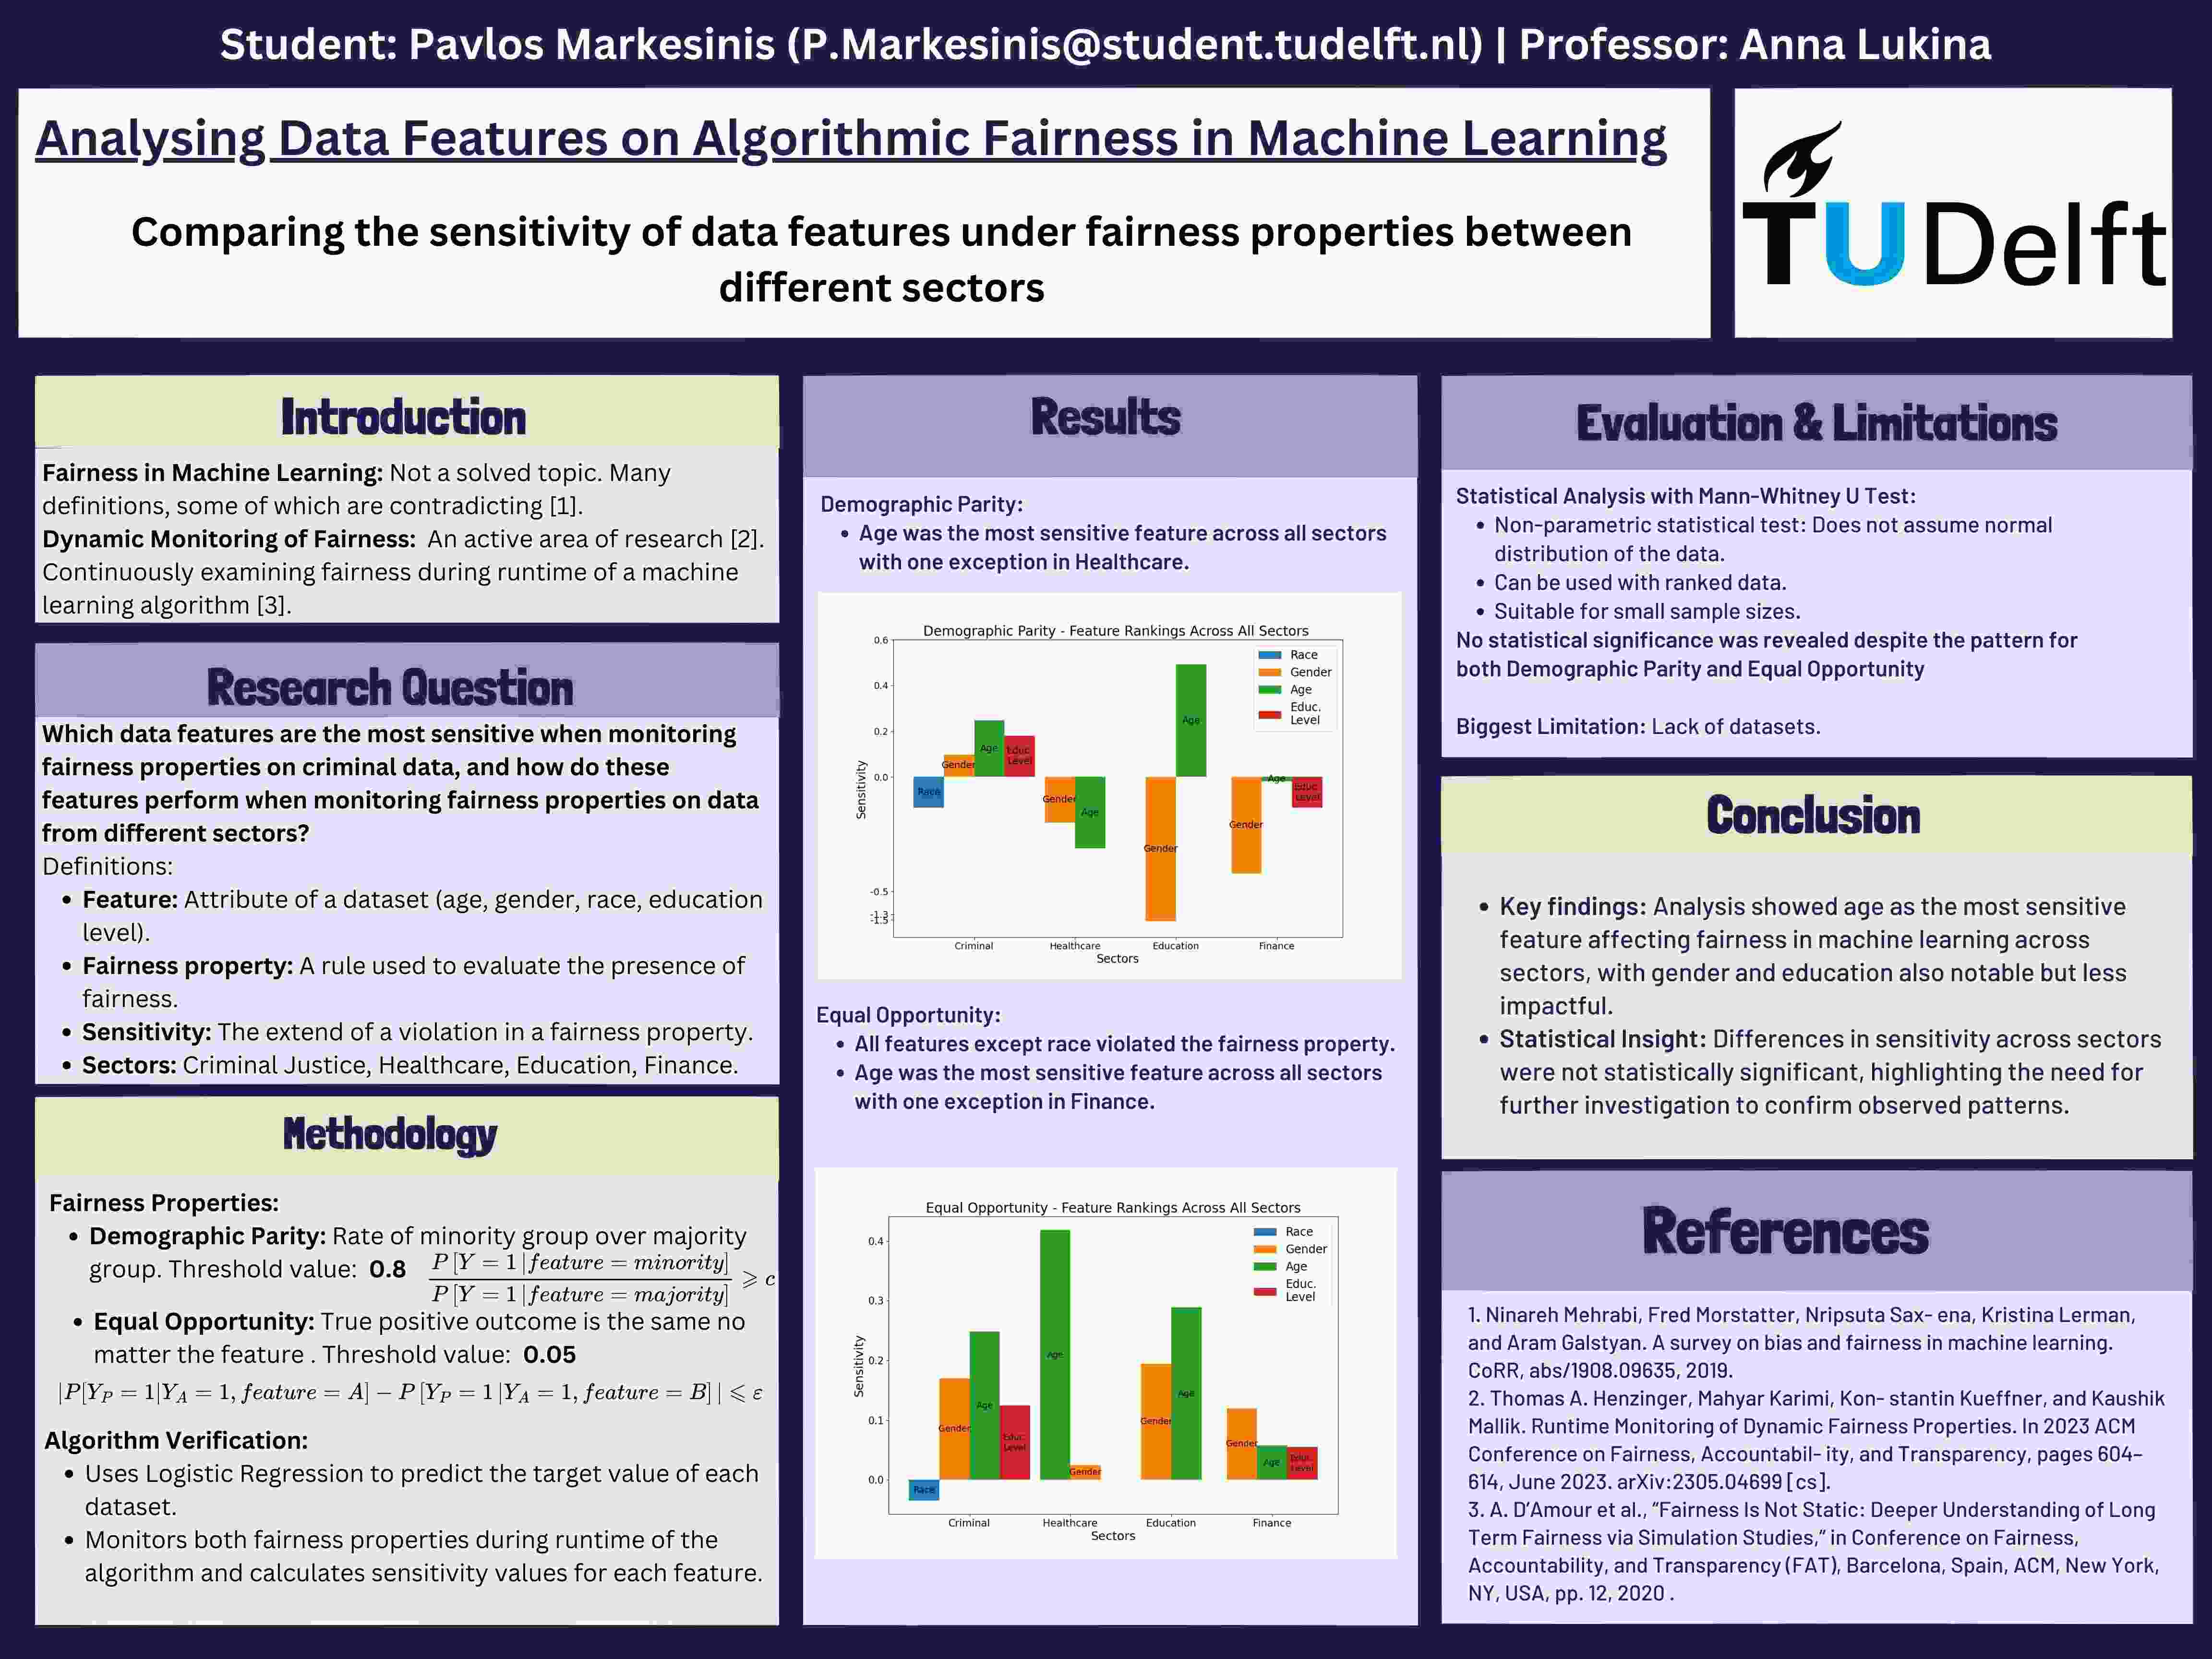 Student: Pavlos Markesinis (P.Markesinis@student.tudelft.nl) | Professor: Anna Lukina
Analysing Data Features on Algorithmic Fairness in Machine Learning
Comparing the sensitivity of data features under fairness properties between
different sectors
TU Delft
Introduction
Fairness in Machine Learning: Not a solved topic. Many
definitions, some of which are contradicting [1].
Dynamic Monitoring of Fairness: An active area of research [2].
Continuously examining fairness during runtime of a machine
learning algorithm [3].
Research Question
Which data features are the most sensitive when monitoring
fairness properties on criminal data, and how do these
features perform when monitoring fairness properties on data
from different sectors?
Definitions:
• Feature: Attribute of a dataset (age, gender, race, education
level).
• Fairness property: A rule used to evaluate the presence of
fairness.
• Sensitivity: The extend of a violation in a fairness property.
• Sectors: Criminal Justice, Healthcare, Education, Finance.
Methodology
Fairness Properties:
• Demographic Parity: Rate of minority group over majority
group. Threshold value: 0.8
P[Y = 1|feature = minority]
P[Y = 1|feature = majority]
⩾ c
• Equal Opportunity: True positive outcome is the same no
matter the feature . Threshold value: 0.05
|P[Y_P = 1|Y_A = 1, feature = A] − P[Y_P = 1|Y_A = 1, feature = B]| ⩽ ε
Algorithm Verification:
• Uses Logistic Regression to predict the target value of each
dataset.
• Monitors both fairness properties during runtime of the
algorithm and calculates sensitivity values for each feature.
Results
Demographic Parity:
• Age was the most sensitive feature across all sectors
with one exception in Healthcare.
Demographic Parity - Feature Rankings Across All Sectors
Race
Gender
Age
Educ.
Level
0.6
0.4
0.2
0.0
-0.5
-1.3
-1.5
Sensitivity
Race
Gender
Age
Educ.
Level
Gender
Age
Gender
Age
Gender
Age
Educ.
Level
Criminal
Healthcare
Education
Finance
Sectors
Equal Opportunity:
• All features except race violated the fairness property.
• Age was the most sensitive feature across all sectors
with one exception in Finance.
Equal Opportunity - Feature Rankings Across All Sectors
Race
Gender
Age
Educ.
Level
0.4
0.3
0.2
0.1
0.0
Sensitivity
Race
Gender
Age
Educ.
Level
Age
Gender
Gender
Age
Gender
Age
Educ.
Level
Criminal
Healthcare
Education
Finance
Sectors
Evaluation & Limitations
Statistical Analysis with Mann-Whitney U Test:
• Non-parametric statistical test: Does not assume normal
distribution of the data.
• Can be used with ranked data.
• Suitable for small sample sizes.
No statistical significance was revealed despite the pattern for
both Demographic Parity and Equal Opportunity
Biggest Limitation: Lack of datasets.
Conclusion
• Key findings: Analysis showed age as the most sensitive
feature affecting fairness in machine learning across
sectors, with gender and education also notable but less
impactful.
• Statistical Insight: Differences in sensitivity across sectors
were not statistically significant, highlighting the need for
further investigation to confirm observed patterns.
References
1. Ninareh Mehrabi, Fred Morstatter, Nripsuta Sax- ena, Kristina Lerman,
and Aram Galstyan. A survey on bias and fairness in machine learning.
CoRR, abs/1908.09635, 2019.
2. Thomas A. Henzinger, Mahyar Karimi, Kon- stantin Kueffner, and Kaushik
Mallik. Runtime Monitoring of Dynamic Fairness Properties. In 2023 ACM
Conference on Fairness, Accountabil- ity, and Transparency, pages 604–
614, June 2023. arXiv:2305.04699 [cs].
3. A. D'Amour et al., "Fairness Is Not Static: Deeper Understanding of Long
Term Fairness via Simulation Studies," in Conference on Fairness,
Accountability, and Transparency (FAT), Barcelona, Spain, ACM, New York,
NY, USA, pp. 12, 2020 .